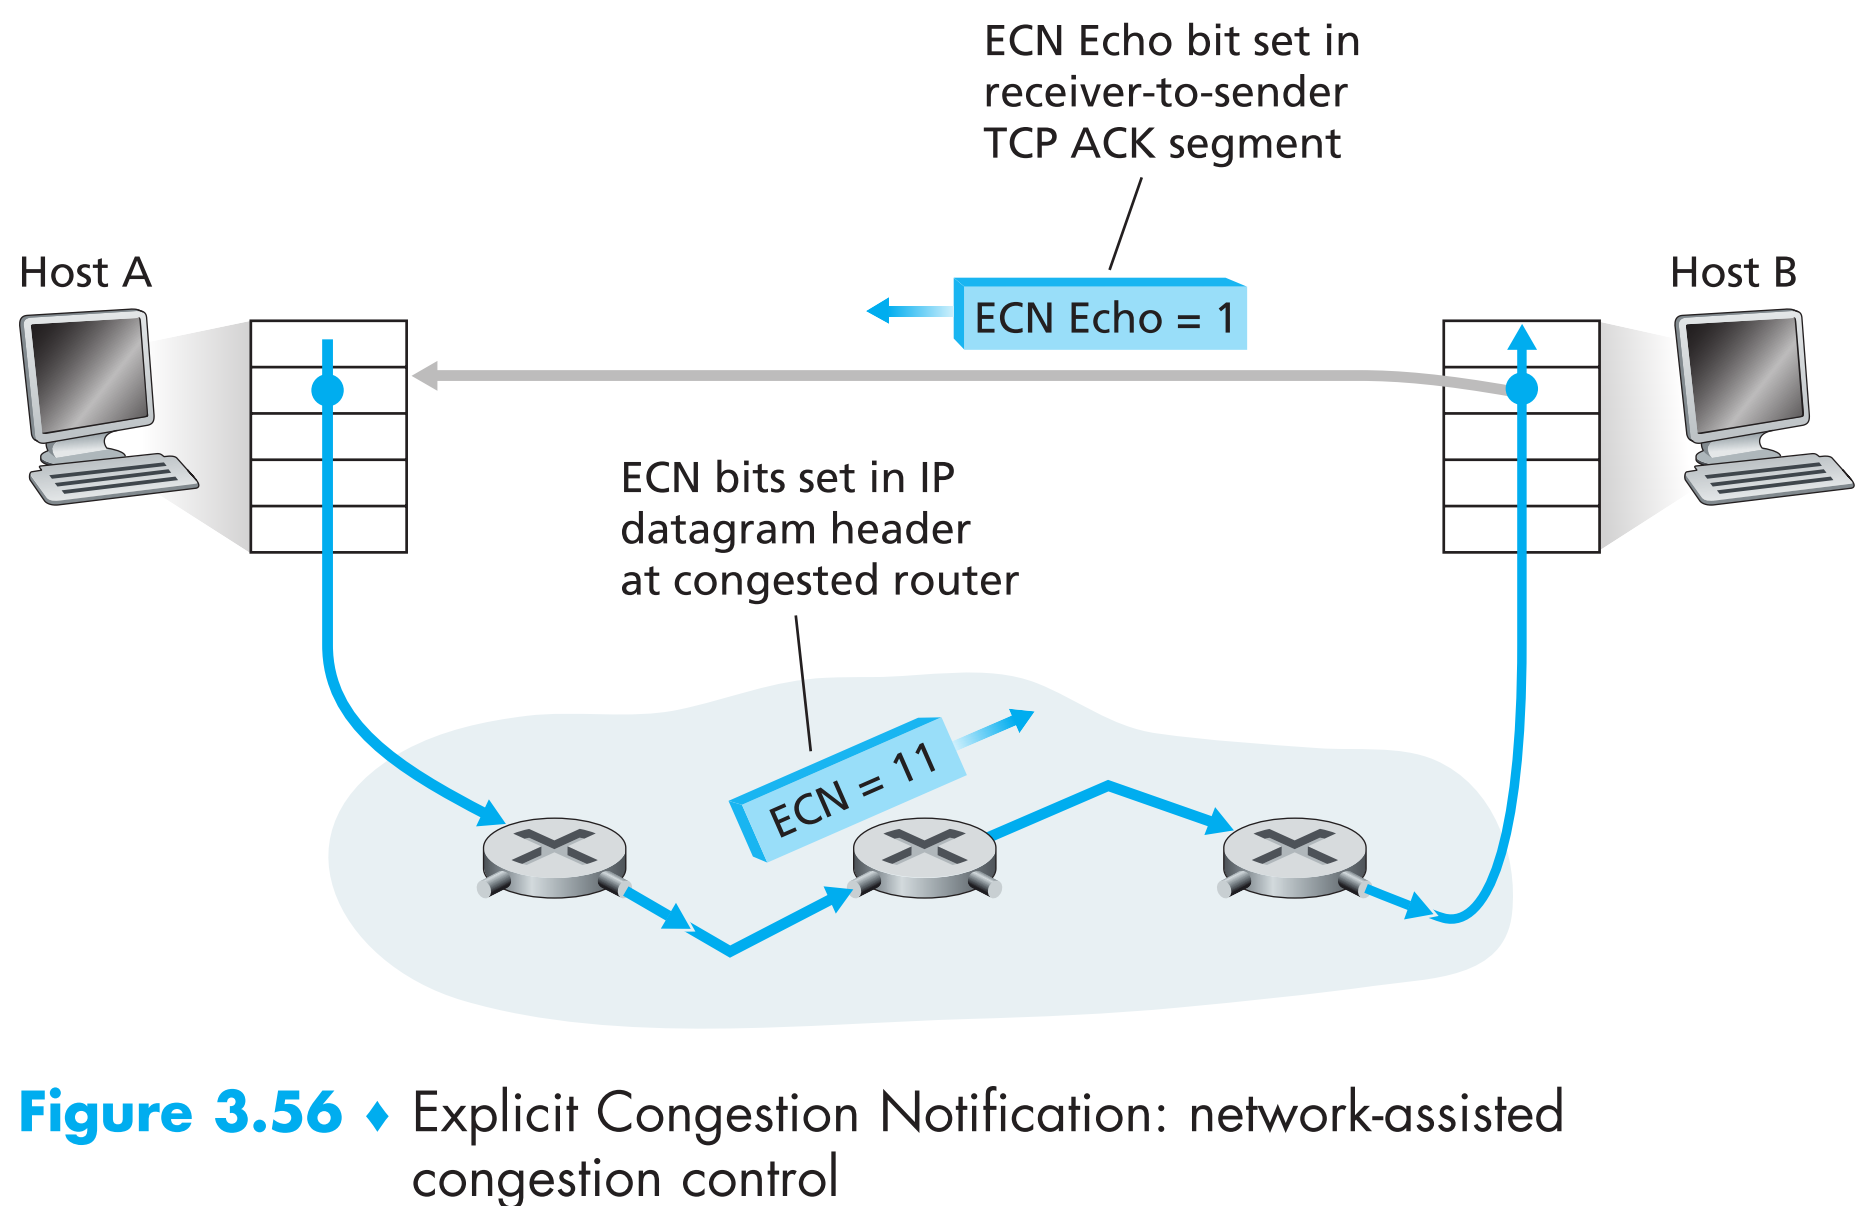 ECN Echo bit set in
receiver-to-sender
TCP ACK segment
Host A
ECN Echo = 1
Host B
ECN bits set in IP
datagram header
at congested router
ECN = 11
Figure 3.56 ♦ Explicit Congestion Notification: network-assisted
congestion control